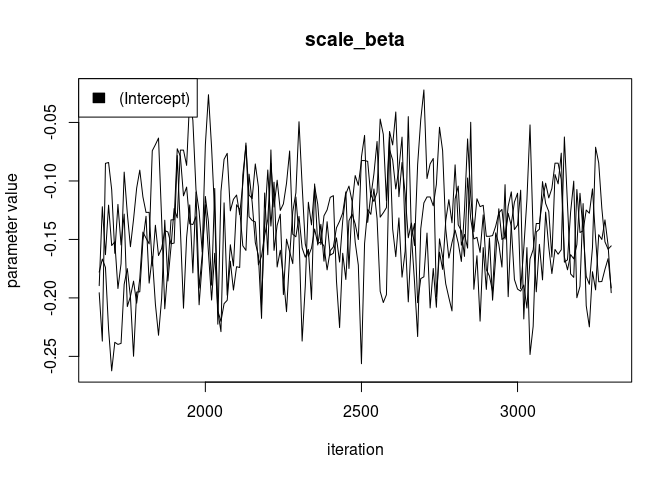 scale_beta
(Intercept)
parameter value
-0.05
-0.10
-0.15
-0.20
-0.25
2000 2500 3000
iteration